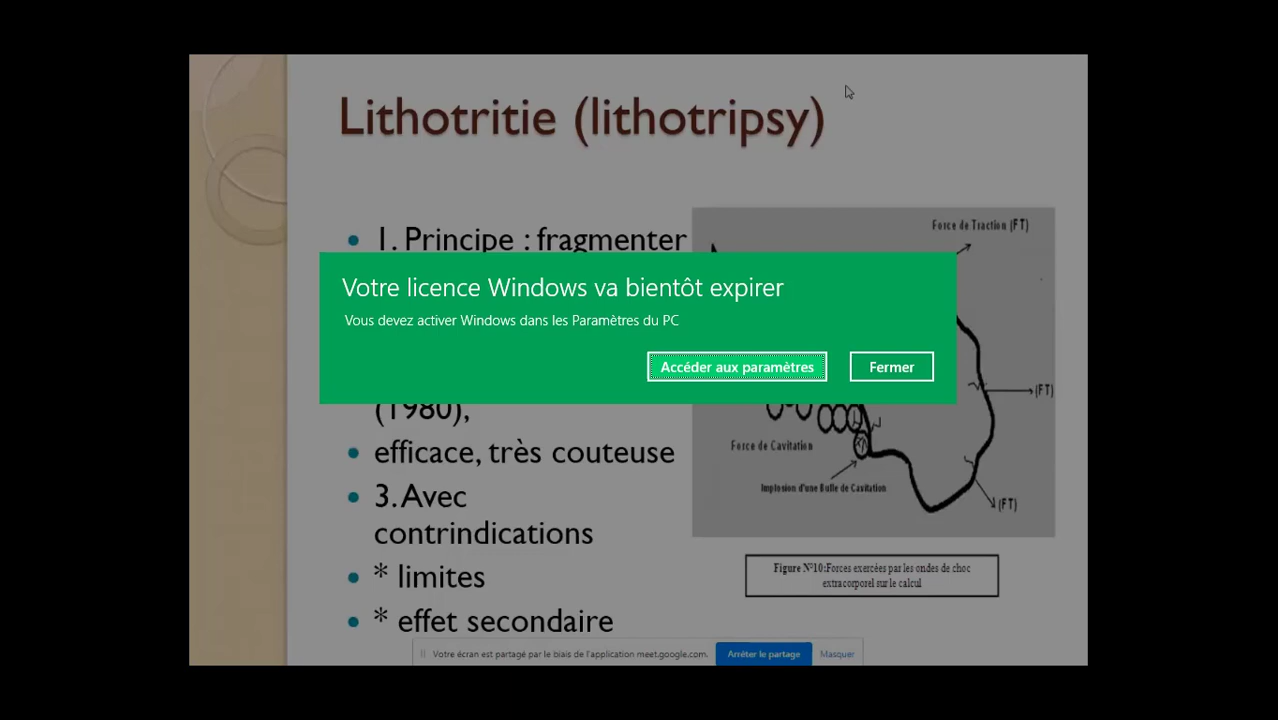 Lithotritie (lithotripsy)
1. Principe : fragmenter
Force de Traction (FT)
Votre licence Windows va bientôt expirer
Vous devez activer Windows dans les Paramètres du PC
Accéder aux paramètres
Fermer
(FT)
(1980),
efficace, très couteuse
3. Avec
contrindications
* limites
* effet secondaire
Force de Cavitation
Implosion d'une Bulle de Cavitation
(FT)
Figure N°10:Forces exercées par les ondes de choc
extracorporel sur le calcul
Votre écran est partagé par le biais de l'application meet.google.com.
Arrêter le partage
Masquer